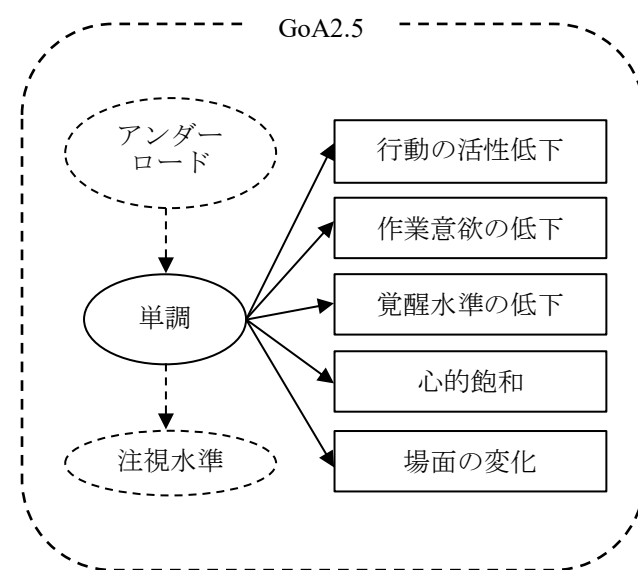 GoA2.5
アンダー
ロード
単調
注視水準
行動の活性低下
作業意欲の低下
覚醒水準の低下
心的飽和
場面の変化